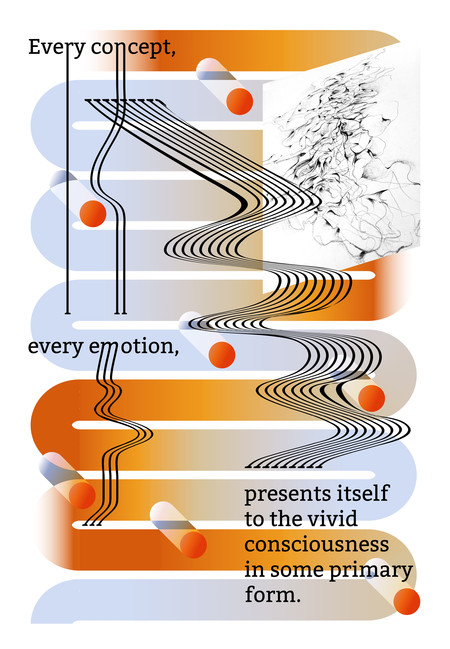 Every concept,
every emotion,
presents itself
to the vivid
consciousness
in some primary
form.